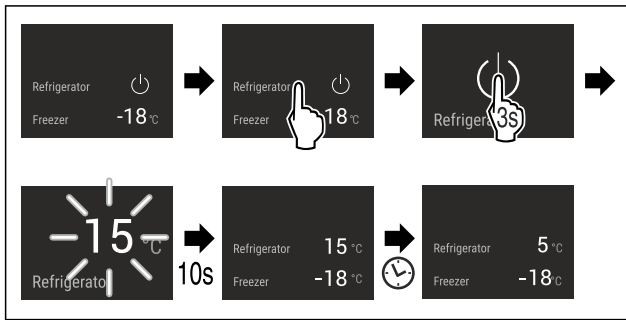 Refrigerator
Freezer -18 °C
Refrigerator
Freezer 18 °C
Refriger
3s
15 °C
Refrigerato
10s
Refrigerator 15 °C
Freezer -18 °C
Refrigerator 5 °C
Freezer -18°C